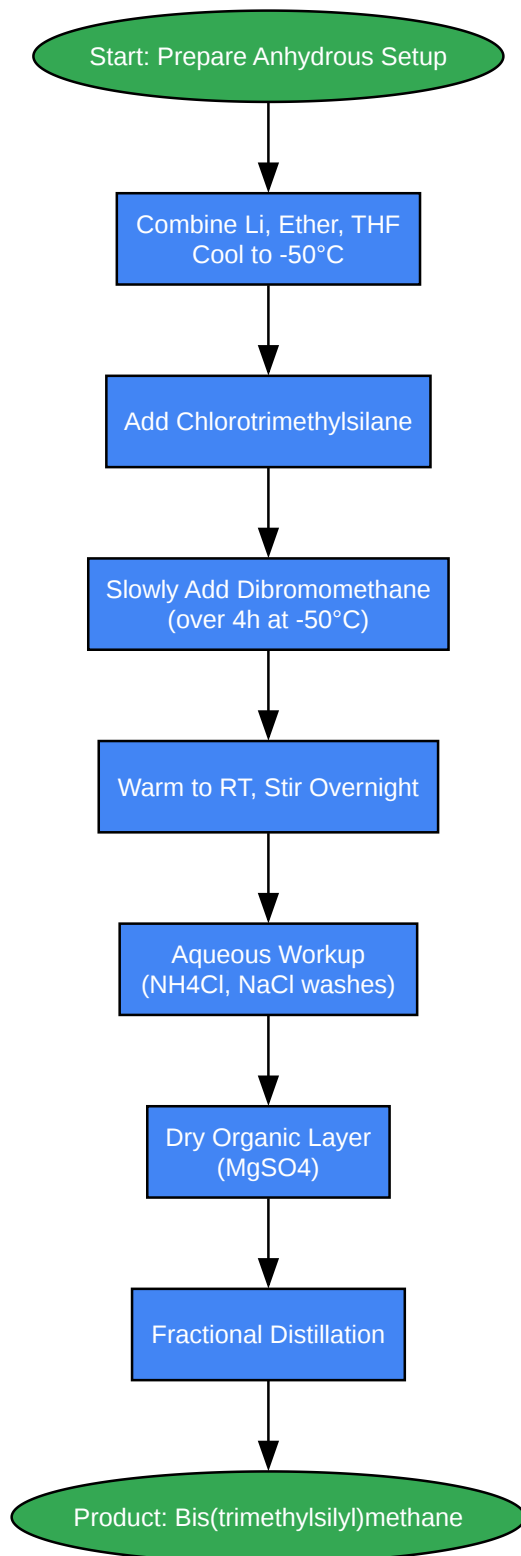 Start: Prepare Anhydrous Setup
Combine Li, Ether, THF
Cool to -50°C
Add Chlorotrimethylsilane
Slowly Add Dibromomethane
(over 4h at -50°C)
Warm to RT, Stir Overnight
Aqueous Workup
(NH4Cl, NaCl washes)
Dry Organic Layer
(MgSO4)
Fractional Distillation
Product: Bis(trimethylsilyl)methane